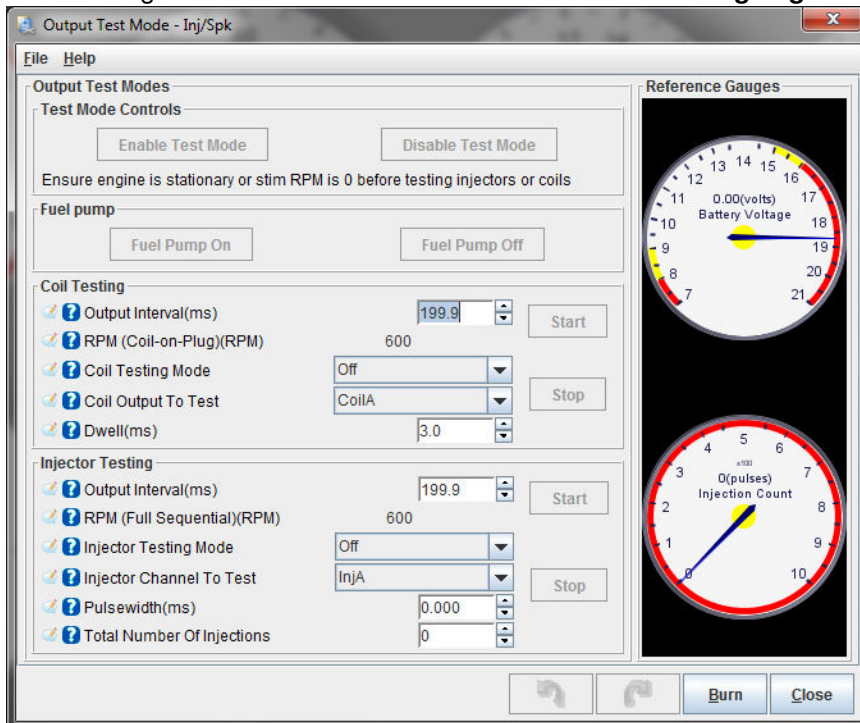 Output Test Mode - Inj/Spk
File Help
Output Test Modes
Test Mode Controls
Enable Test Mode Disable Test Mode
Ensure engine is stationary or stim RPM is 0 before testing injectors or coils
Fuel pump
Fuel Pump On Fuel Pump Off
Coil Testing
Output Interval(ms) 199.9 Start
RPM (Coil-on-Plug)(RPM) 600
Coil Testing Mode Off
Coil Output To Test CoilA Stop
Dwell(ms) 3.0
Injector Testing
Output Interval(ms) 199.9 Start
RPM (Full Sequential)(RPM) 600
Injector Testing Mode Off
Injector Channel To Test InjA Stop
Pulsewidth(ms) 0.000
Total Number Of Injections 0
Reference Gauges
7 8 9 10 11 12 13 14 15 16 17 18 19 20 21
0.00(volts)
Battery Voltage
0 1 2 3 4 5 6 7 8 9 10
x100
0(pulses)
Injection Count
Burn Close